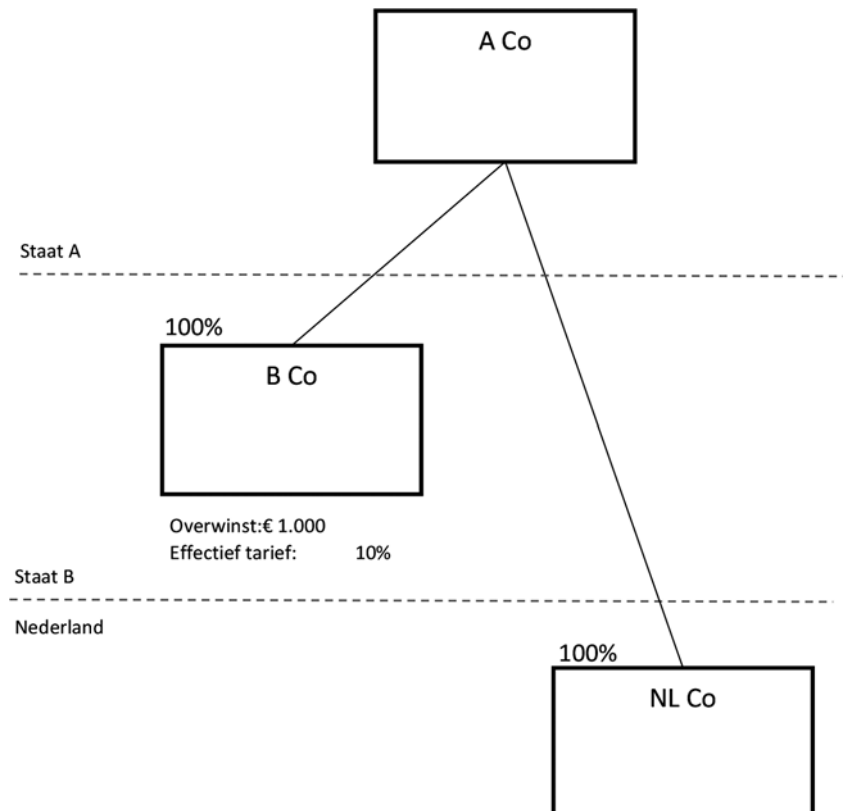 A Co
Staat A
100%
B Co
Overwinst:€ 1.000
Effectief tarief: 10%
Staat B
Nederland
100%
NL Co